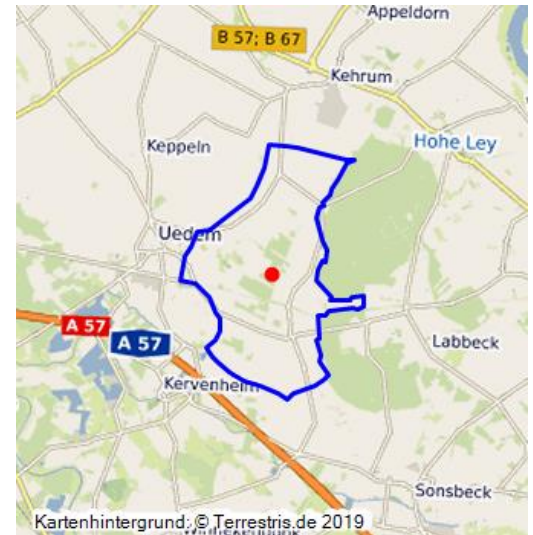 Appeldorn
B 57; B 67
Kehrum
Hohe Ley
Keppeln
Uedem
A 57
A 57
Labbeck
Kervenheim
Sonsbeck
Kartenhintergrund: © Terrestris.de 2019